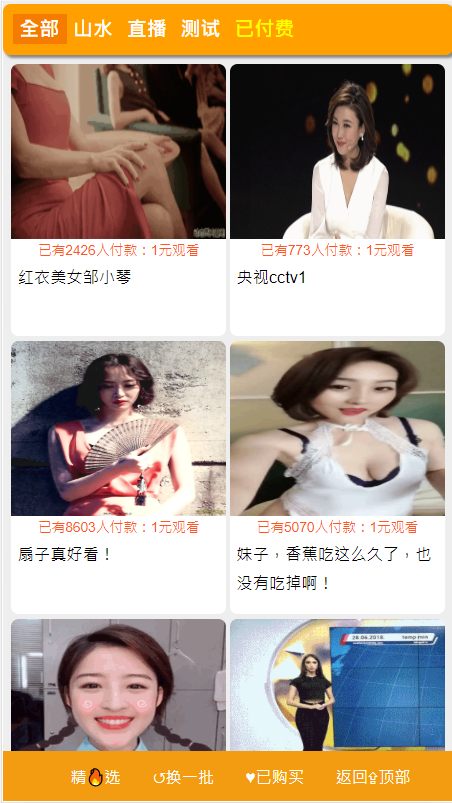 全部 山水 直播 测试 已付费
已有2426人付款：1元观看
已有773人付款：1元观看
红衣美女邹小琴
央视cctv1
已有8603人付款：1元观看
已有5070人付款：1元观看
扇子真好看！
妹子，香蕉吃这么久了，也
没有吃掉啊！
28.06.2018
精🔥选 ↺换一批 ♥已购买 返回⇪顶部